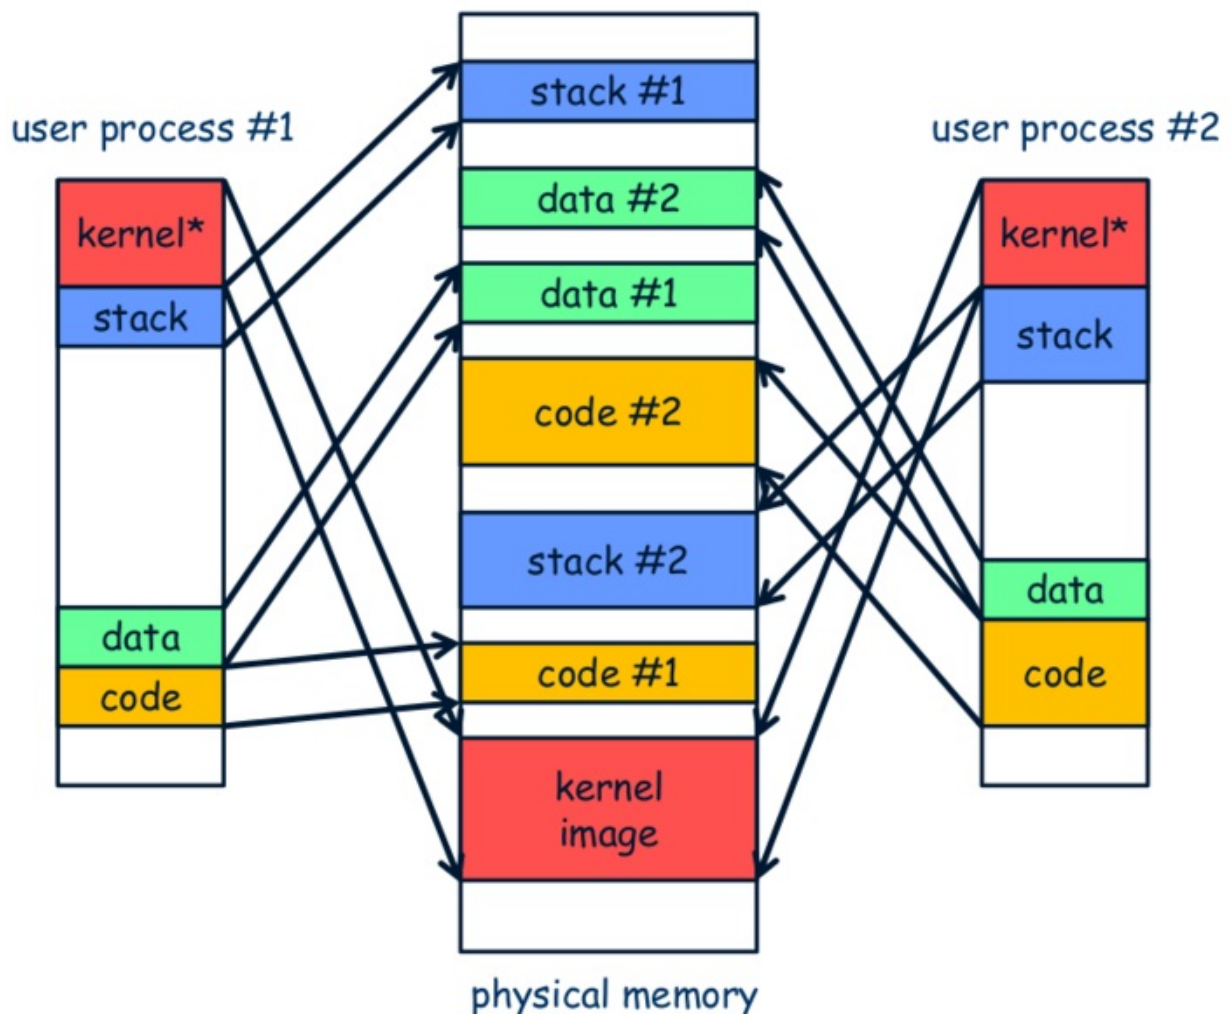 user process #1
kernel*
stack
data
code
stack #1
data #2
data #1
code #2
stack #2
code #1
kernel
image
physical memory
user process #2
kernel*
stack
data
code